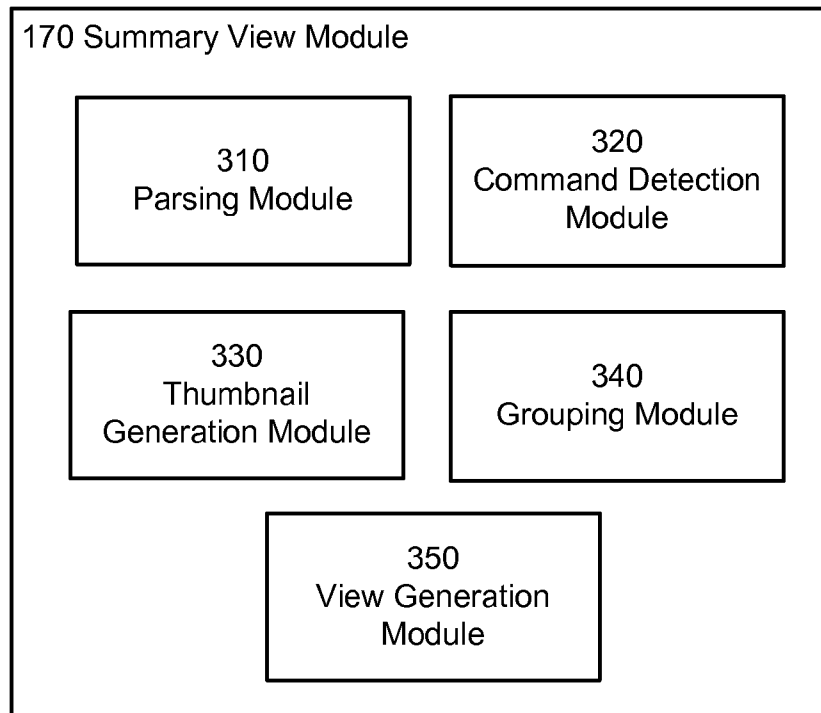 170 Summary View Module
310
Parsing Module
320
Command Detection
Module
330
Thumbnail
Generation Module
340
Grouping Module
350
View Generation
Module